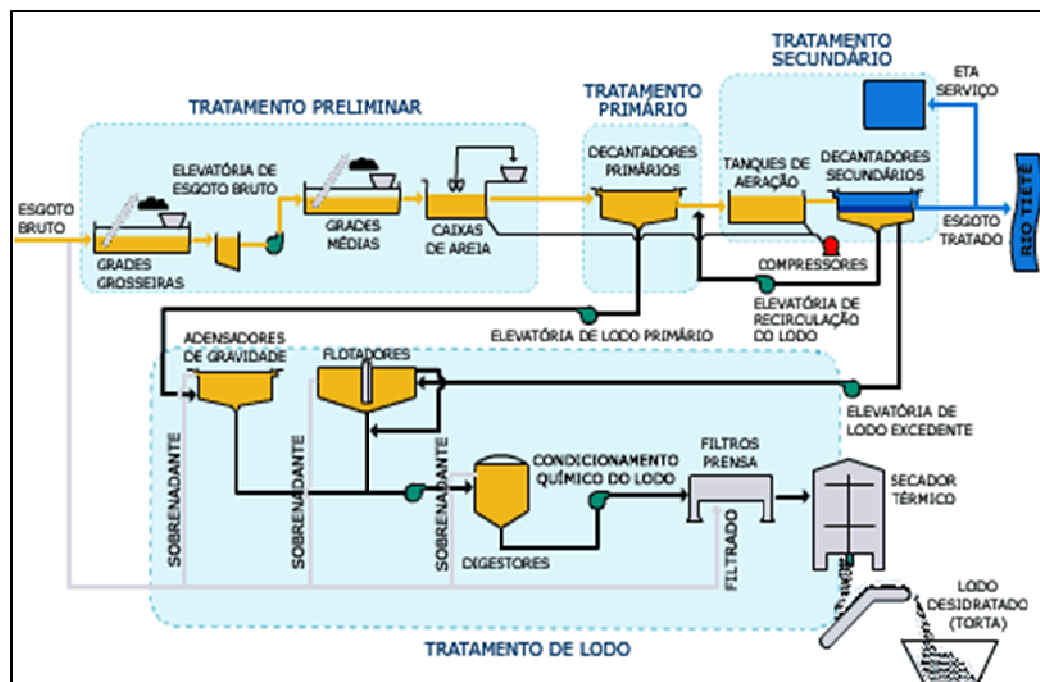 TRATAMENTO
SECUNDÁRIO
ETA
SERVIÇO
TRATAMENTO PRELIMINAR
TRATAMENTO
PRIMÁRIO
DECANTADORES
PRIMÁRIOS
TANQUES DE
AERAÇÃO
DECANTADORES
SECUNDÁRIOS
ELEVATÓRIA DE
ESGOTO BRUTO
ESGOTO
BRUTO
GRADES
GROSSEIRAS
GRADES
MÉDIAS
CAIXAS
DE AREIA
COMPRESSORES
ESGOTO
TRATADO
RIO TIETÊ
ELEVATÓRIA DE
RECIRCULAÇÃO
DO LODO
ELEVATÓRIA DE LODO PRIMÁRIO
ADENSADORES
DE GRAVIDADE
FLOTADORES
ELEVATÓRIA DE
LODO EXCEDENTE
SOBRENADANTE
SOBRENADANTE
SOBRENADANTE
CONDICIONAMENTO
QUÍMICO DO LODO
FILTROS
PRENSA
SECADOR
TÉRMICO
DIGESTORES
FILTRADO
LODO
DESIDRATADO
(TORTA)
TRATAMENTO DE LODO